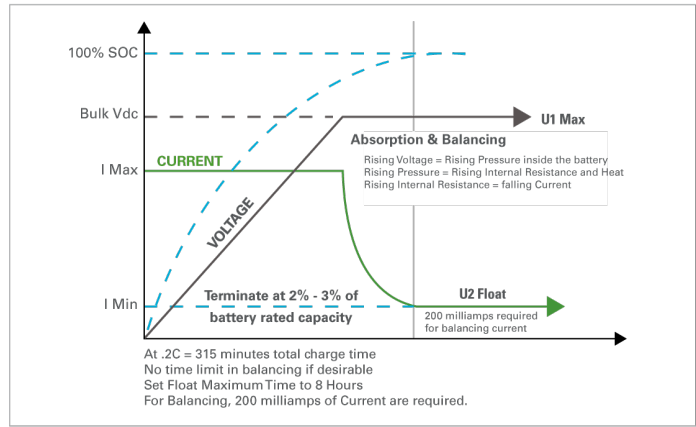 100% SOC
Bulk Vdc
U1 Max
Absorption & Balancing
Rising Voltage = Rising Pressure inside the battery
Rising Pressure = Rising Internal Resistance and Heat
Rising Internal Resistance = falling Current
I Max
CURRENT
VOLTAGE
I Min
Terminate at 2% - 3% of
battery rated capacity
U2 Float
200 milliamps required
for balancing current
At .2C = 315 minutes total charge time
No time limit in balancing if desirable
Set Float Maximum Time to 8 Hours
For Balancing, 200 milliamps of Current are required.